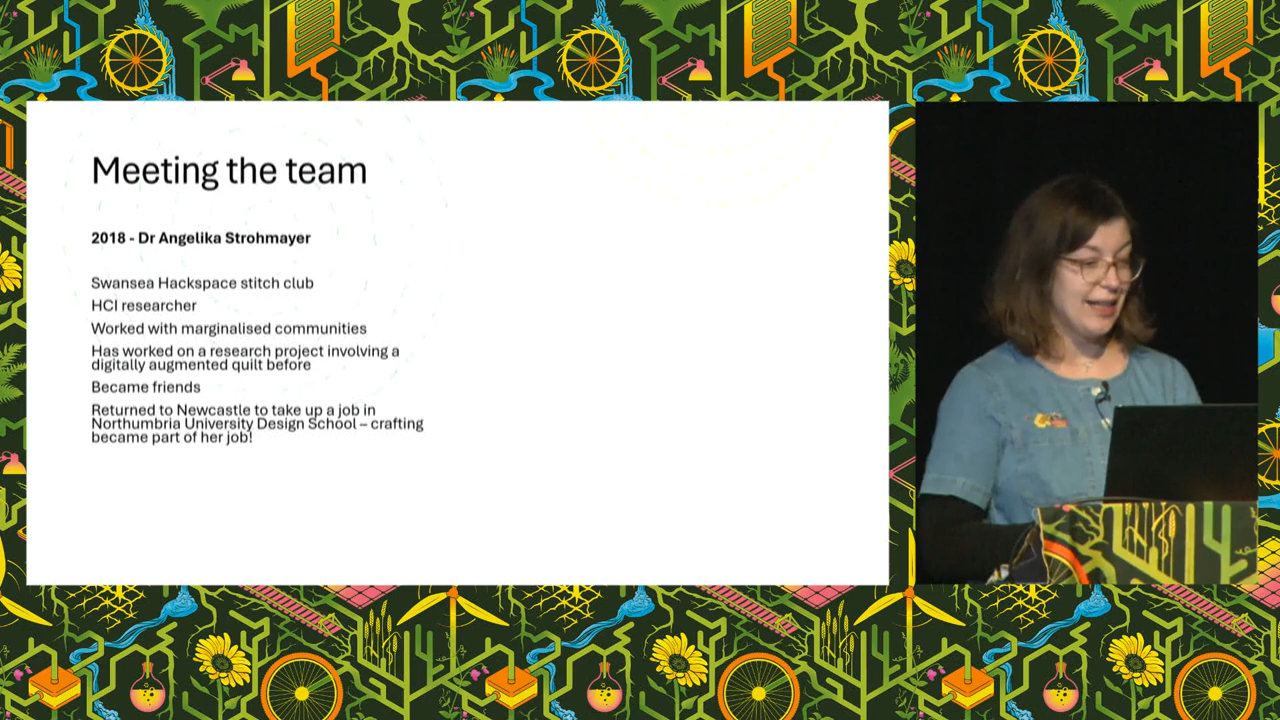 Meeting the team
2018 - Dr Angelika Strohmayer
Swansea Hackspace stitch club
HCI researcher
Worked with marginalised communities
Has worked on a research project involving a
digitally augmented quilt before
Became friends
Returned to Newcastle to take up a job in
Northumbria University Design School – crafting
became part of her job!